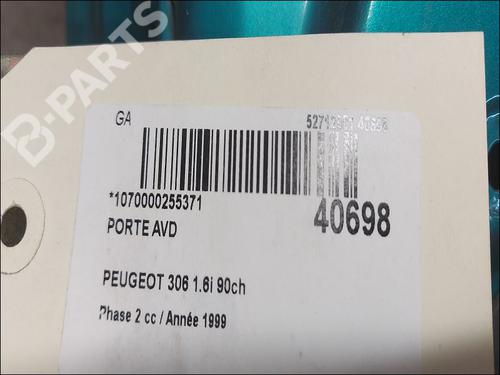 B-PARTS
GA
*1070000255371
40698
PORTE AVD
PEUGEOT 306 1.6i 90ch
Phase 2 cc / Année 1999